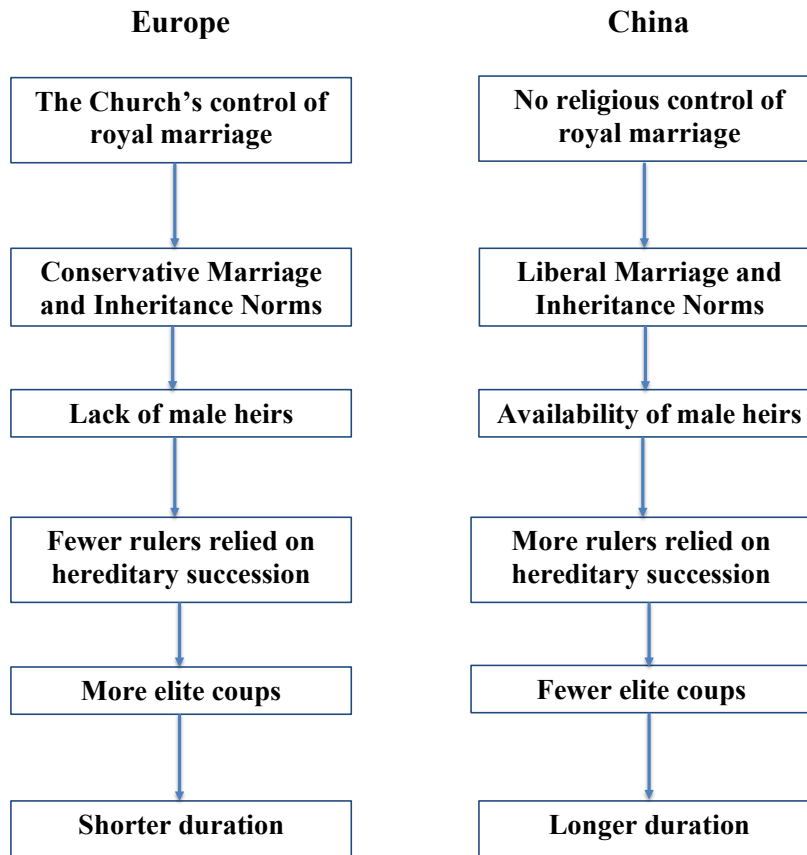 Europe
The Church’s control of
royal marriage
Conservative Marriage
and Inheritance Norms
Lack of male heirs
Fewer rulers relied on
hereditary succession
More elite coups
Shorter duration
China
No religious control of
royal marriage
Liberal Marriage and
Inheritance Norms
Availability of male heirs
More rulers relied on
hereditary succession
Fewer elite coups
Longer duration